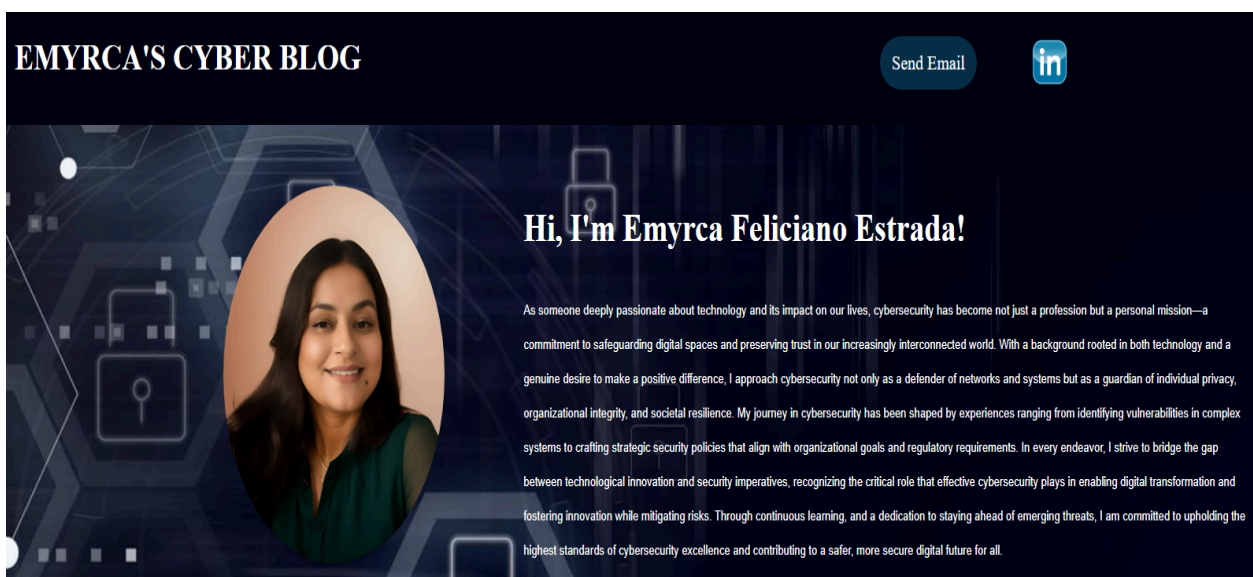 EMYRCA'S CYBER BLOG
Send Email
in
Hi, I'm Emyrca Feliciano Estrada!
As someone deeply passionate about technology and its impact on our lives, cybersecurity has become not just a profession but a personal mission—a
commitment to safeguarding digital spaces and preserving trust in our increasingly interconnected world. With a background rooted in both technology and a
genuine desire to make a positive difference, I approach cybersecurity not only as a defender of networks and systems but as a guardian of individual privacy,
organizational integrity, and societal resilience. My journey in cybersecurity has been shaped by experiences ranging from identifying vulnerabilities in complex
systems to crafting strategic security policies that align with organizational goals and regulatory requirements. In every endeavor, I strive to bridge the gap
between technological innovation and security imperatives, recognizing the critical role that effective cybersecurity plays in enabling digital transformation and
fostering innovation while mitigating risks. Through continuous learning, and a dedication to staying ahead of emerging threats, I am committed to upholding the
highest standards of cybersecurity excellence and contributing to a safer, more secure digital future for all.